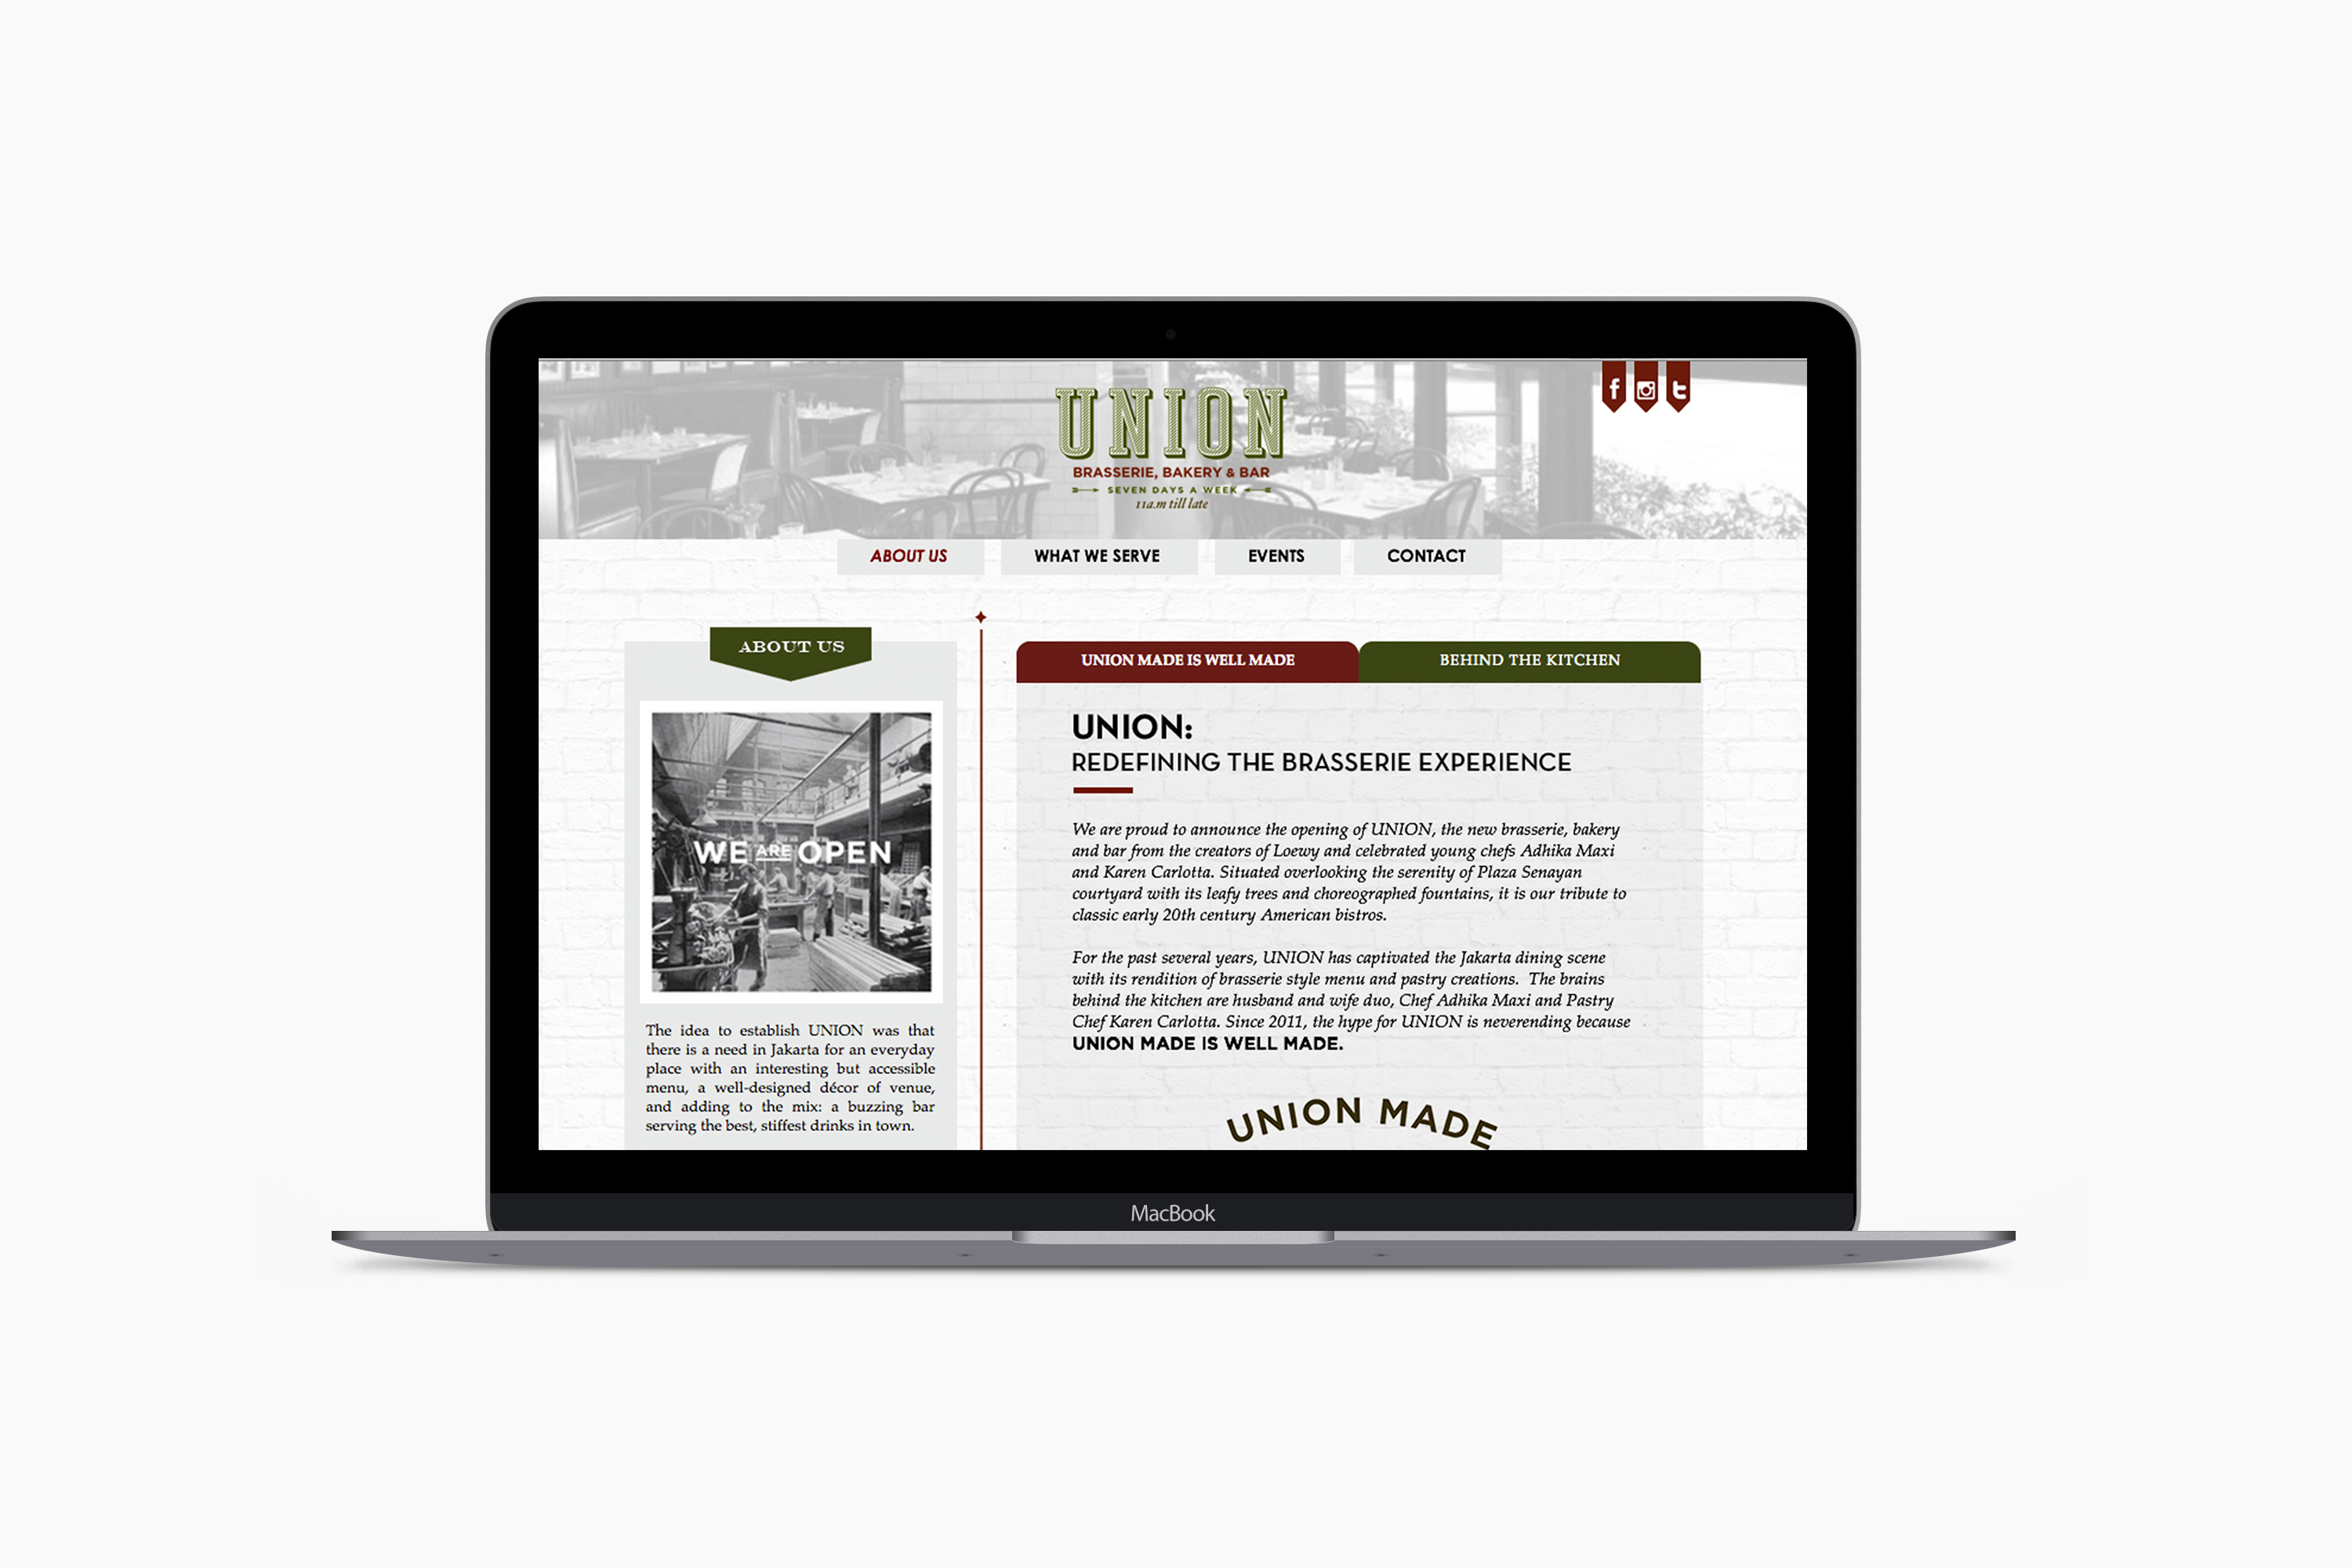 UNION
BRASSERIE, BAKERY & BAR
SEVEN DAYS A WEEK
11a.m till late
ABOUT US
WHAT WE SERVE
EVENTS
CONTACT
ABOUT US
WE ARE OPEN
The idea to establish UNION was that
there is a need in Jakarta for an everyday
place with an interesting but accessible
menu, a well-designed décor of venue,
and adding to the mix: a buzzing bar
serving the best, stiffest drinks in town.
UNION MADE IS WELL MADE
BEHIND THE KITCHEN
UNION:
REDEFINING THE BRASSERIE EXPERIENCE
We are proud to announce the opening of UNION, the new brasserie, bakery
and bar from the creators of Loewy and celebrated young chefs Adhika Maxi
and Karen Carlotta. Situated overlooking the serenity of Plaza Senayan
courtyard with its leafy trees and choreographed fountains, it is our tribute to
classic early 20th century American bistros.
For the past several years, UNION has captivated the Jakarta dining scene
with its rendition of brasserie style menu and pastry creations. The brains
behind the kitchen are husband and wife duo, Chef Adhika Maxi and Pastry
Chef Karen Carlotta. Since 2011, the hype for UNION is neverending because
UNION MADE IS WELL MADE.
UNION MADE
MacBook